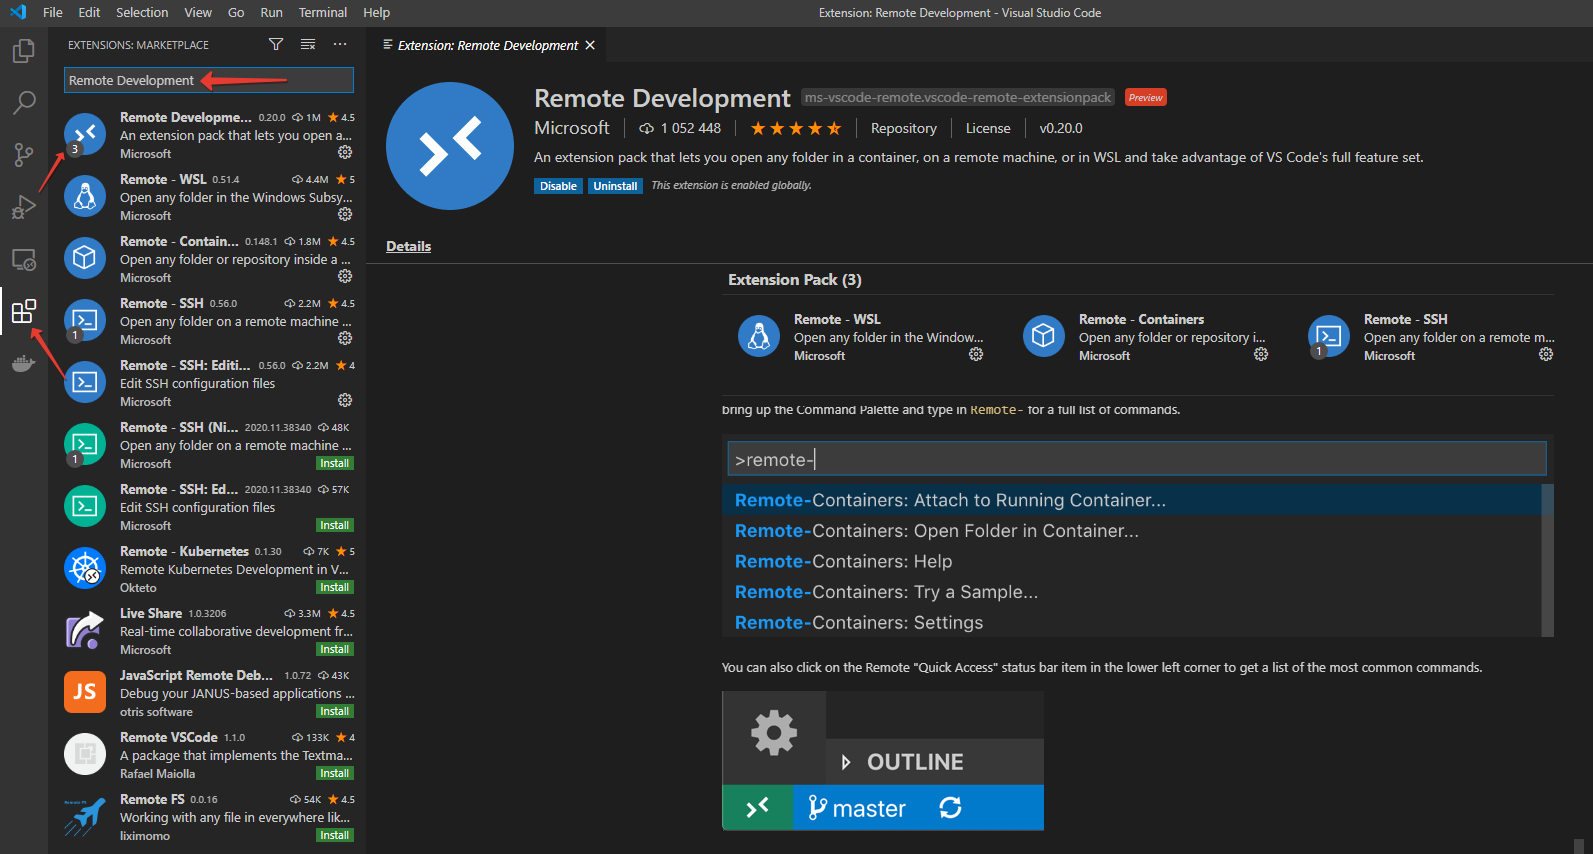 File Edit Selection View Go Run Terminal Help
Extension: Remote Development - Visual Studio Code
EXTENSIONS: MARKETPLACE
Remote Development
Remote Developme... 0.20.0 1M 4.5
An extension pack that lets you open a...
3
Microsoft
Remote - WSL 0.51.4 4.4M 5
Open any folder in the Windows Subsy...
Microsoft
Remote - Contain... 0.148.1 1.8M 4.5
Open any folder or repository inside a ...
Microsoft
Remote - SSH 0.56.0 2.2M 4.5
Open any folder on a remote machine ...
1
Microsoft
Remote - SSH: Editi... 0.56.0 2.2M 4
Edit SSH configuration files
Microsoft
Remote - SSH (Ni... 2020.11.38340 48K
Open any folder on a remote machine ...
1
Microsoft Install
Remote - SSH: Ed... 2020.11.38340 57K
Edit SSH configuration files
Microsoft Install
Remote - Kubernetes 0.1.30 7K 5
Remote Kubernetes Development in V...
Okteto Install
Live Share 1.0.3206 3.3M 4.5
Real-time collaborative development fr...
Microsoft Install
JavaScript Remote Deb... 1.0.72 43K
JS
Debug your JANUS-based applications ...
otris software Install
Remote VSCode 1.1.0 133K 4
A package that implements the Textma...
Rafael Maiolla Install
Remote FS 0.0.16 54K 4.5
Remote FS
Working with any file in everywhere lik...
liximomo Install
Extension: Remote Development
Remote Development ms-vscode-remote.vscode-remote-extensionpack Preview
Microsoft 1 052 448 Repository License v0.20.0
An extension pack that lets you open any folder in a container, on a remote machine, or in WSL and take advantage of VS Code's full feature set.
Disable Uninstall This extension is enabled globally.
Details
Extension Pack (3)
Remote - WSL
Open any folder in the Window...
Microsoft
Remote - Containers
Open any folder or repository i...
Microsoft
Remote - SSH
Open any folder on a remote m...
1
Microsoft
bring up the Command Palette and type in Remote- for a full list of commands.
>remote-
Remote-Containers: Attach to Running Container...
Remote-Containers: Open Folder in Container...
Remote-Containers: Help
Remote-Containers: Try a Sample...
Remote-Containers: Settings
You can also click on the Remote "Quick Access" status bar item in the lower left corner to get a list of the most common commands.
OUTLINE
master